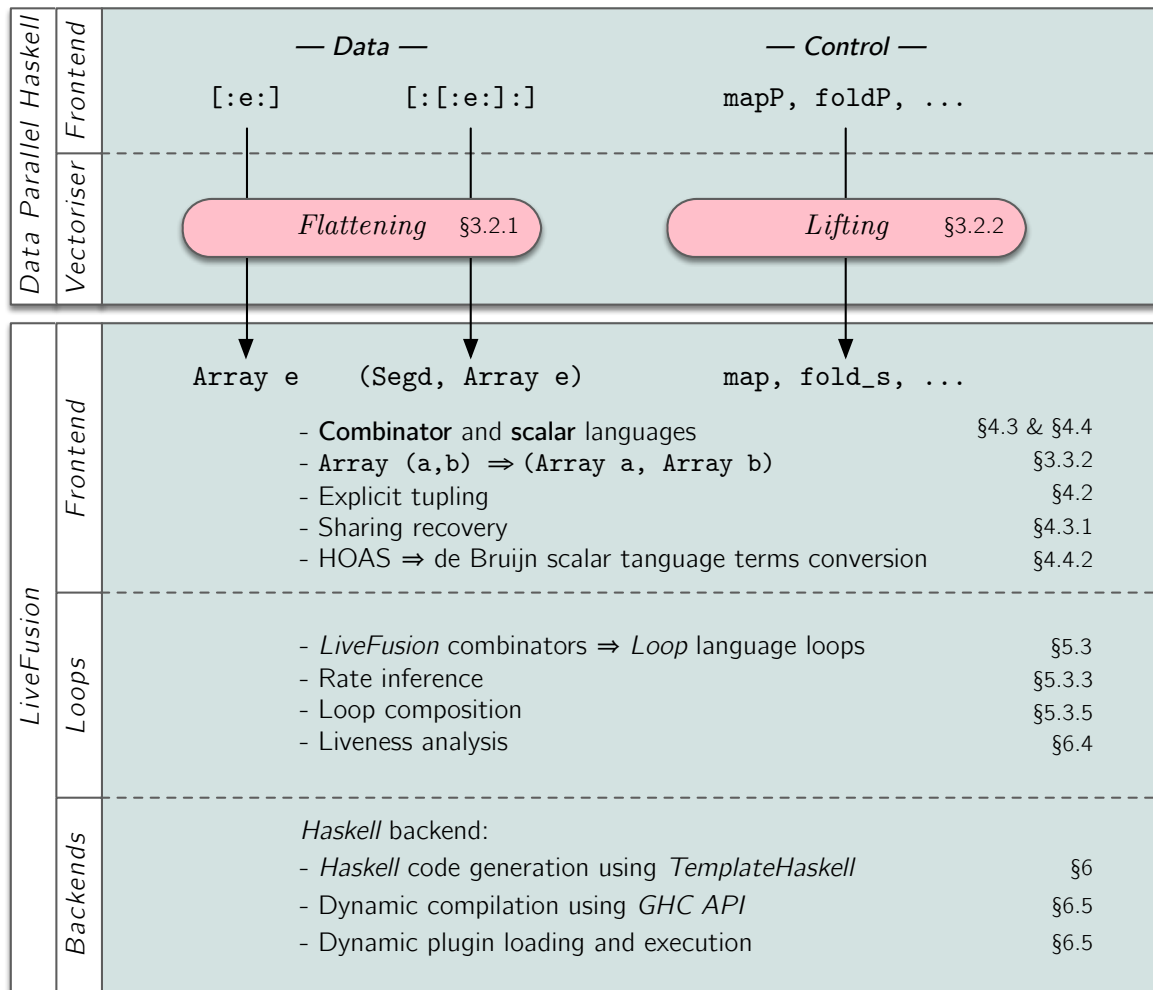 Data Parallel Haskell
Frontend
— Data —
— Control —
[:e:]
[:[:e:]:]
mapP, foldP, ...
Vectoriser
Flattening §3.2.1
Lifting §3.2.2
LiveFusion
Frontend
Array e
(Segd, Array e)
map, fold_s, ...
- Combinator and scalar languages §4.3 & §4.4
- Array (a,b) ⇒ (Array a, Array b) §3.3.2
- Explicit tupling §4.2
- Sharing recovery §4.3.1
- HOAS ⇒ de Bruijn scalar tanguage terms conversion §4.4.2
Loops
- LiveFusion combinators ⇒ Loop language loops §5.3
- Rate inference §5.3.3
- Loop composition §5.3.5
- Liveness analysis §6.4
Backends
Haskell backend:
- Haskell code generation using TemplateHaskell §6
- Dynamic compilation using GHC API §6.5
- Dynamic plugin loading and execution §6.5